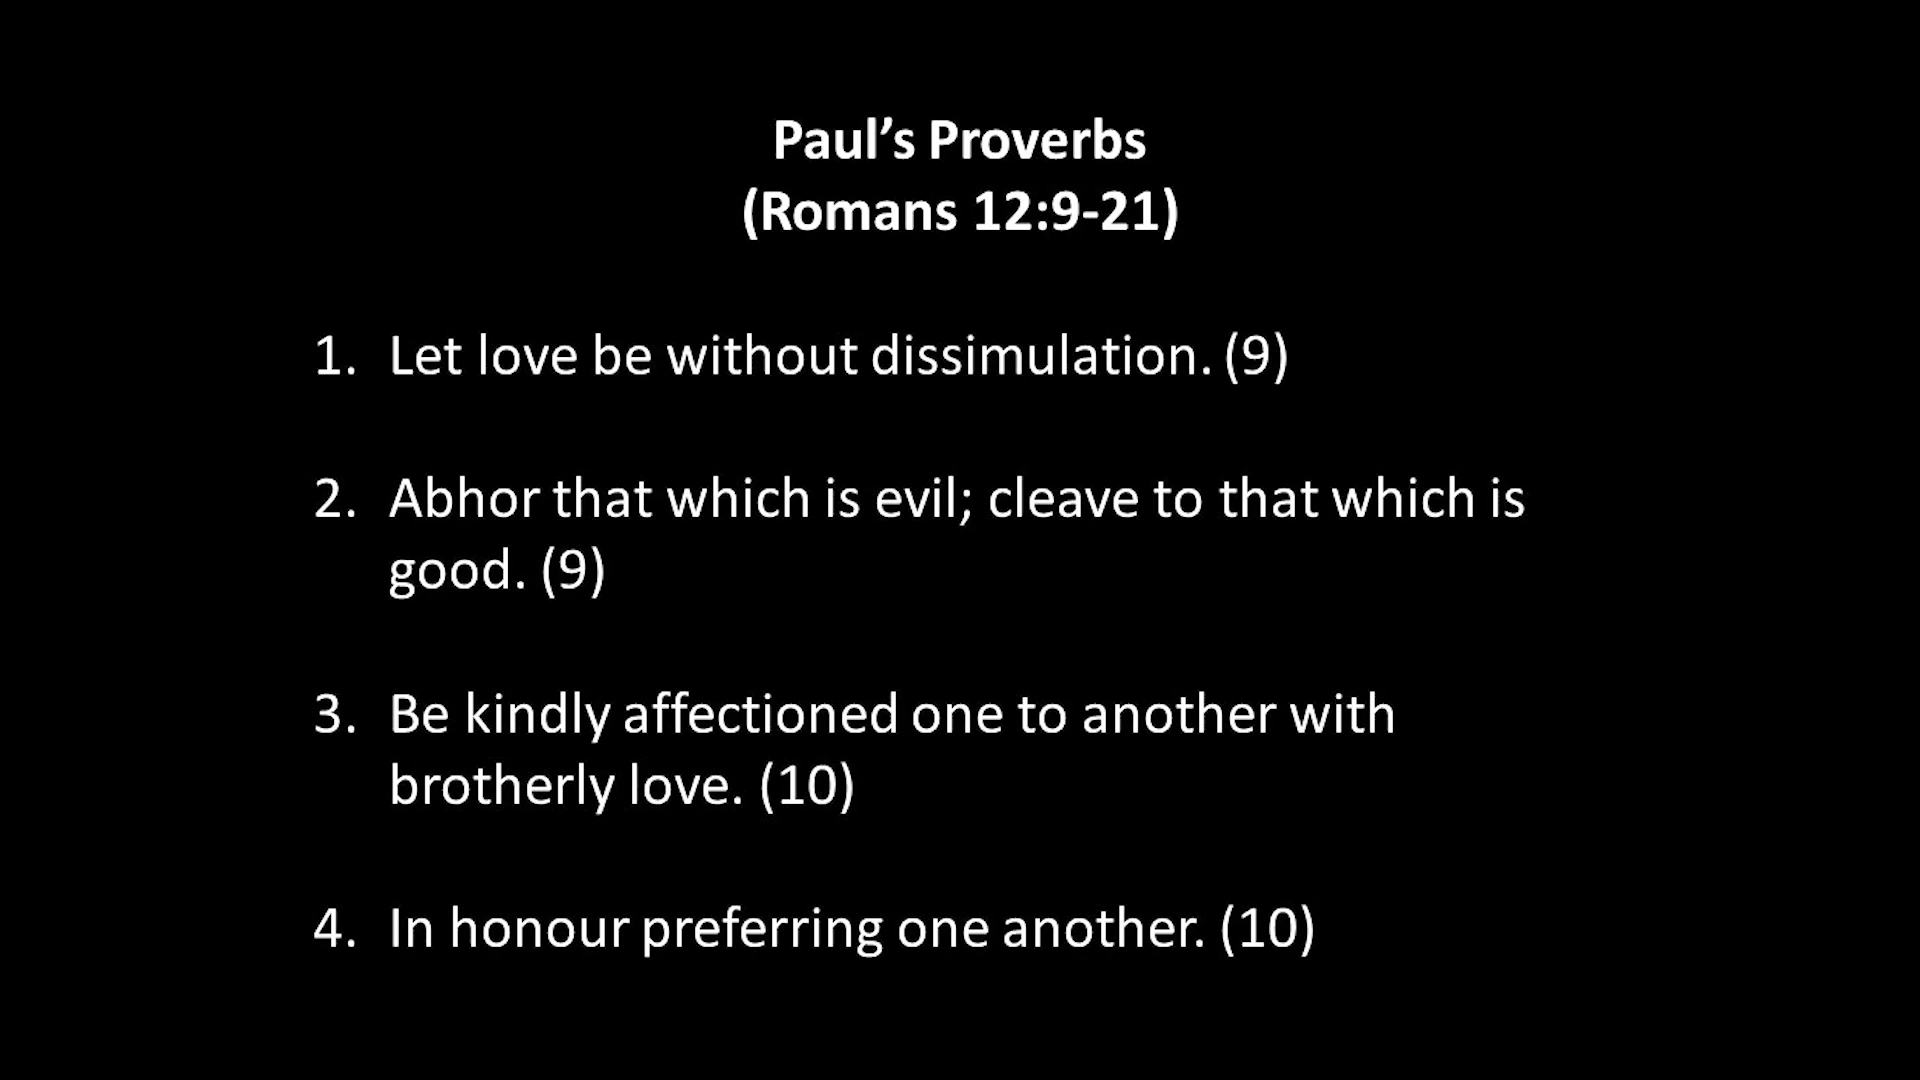 Paul’s Proverbs
(Romans 12:9-21)
1. Let love be without dissimulation. (9)
2. Abhor that which is evil; cleave to that which is
good. (9)
3. Be kindly affectioned one to another with
brotherly love. (10)
4. In honour preferring one another. (10)